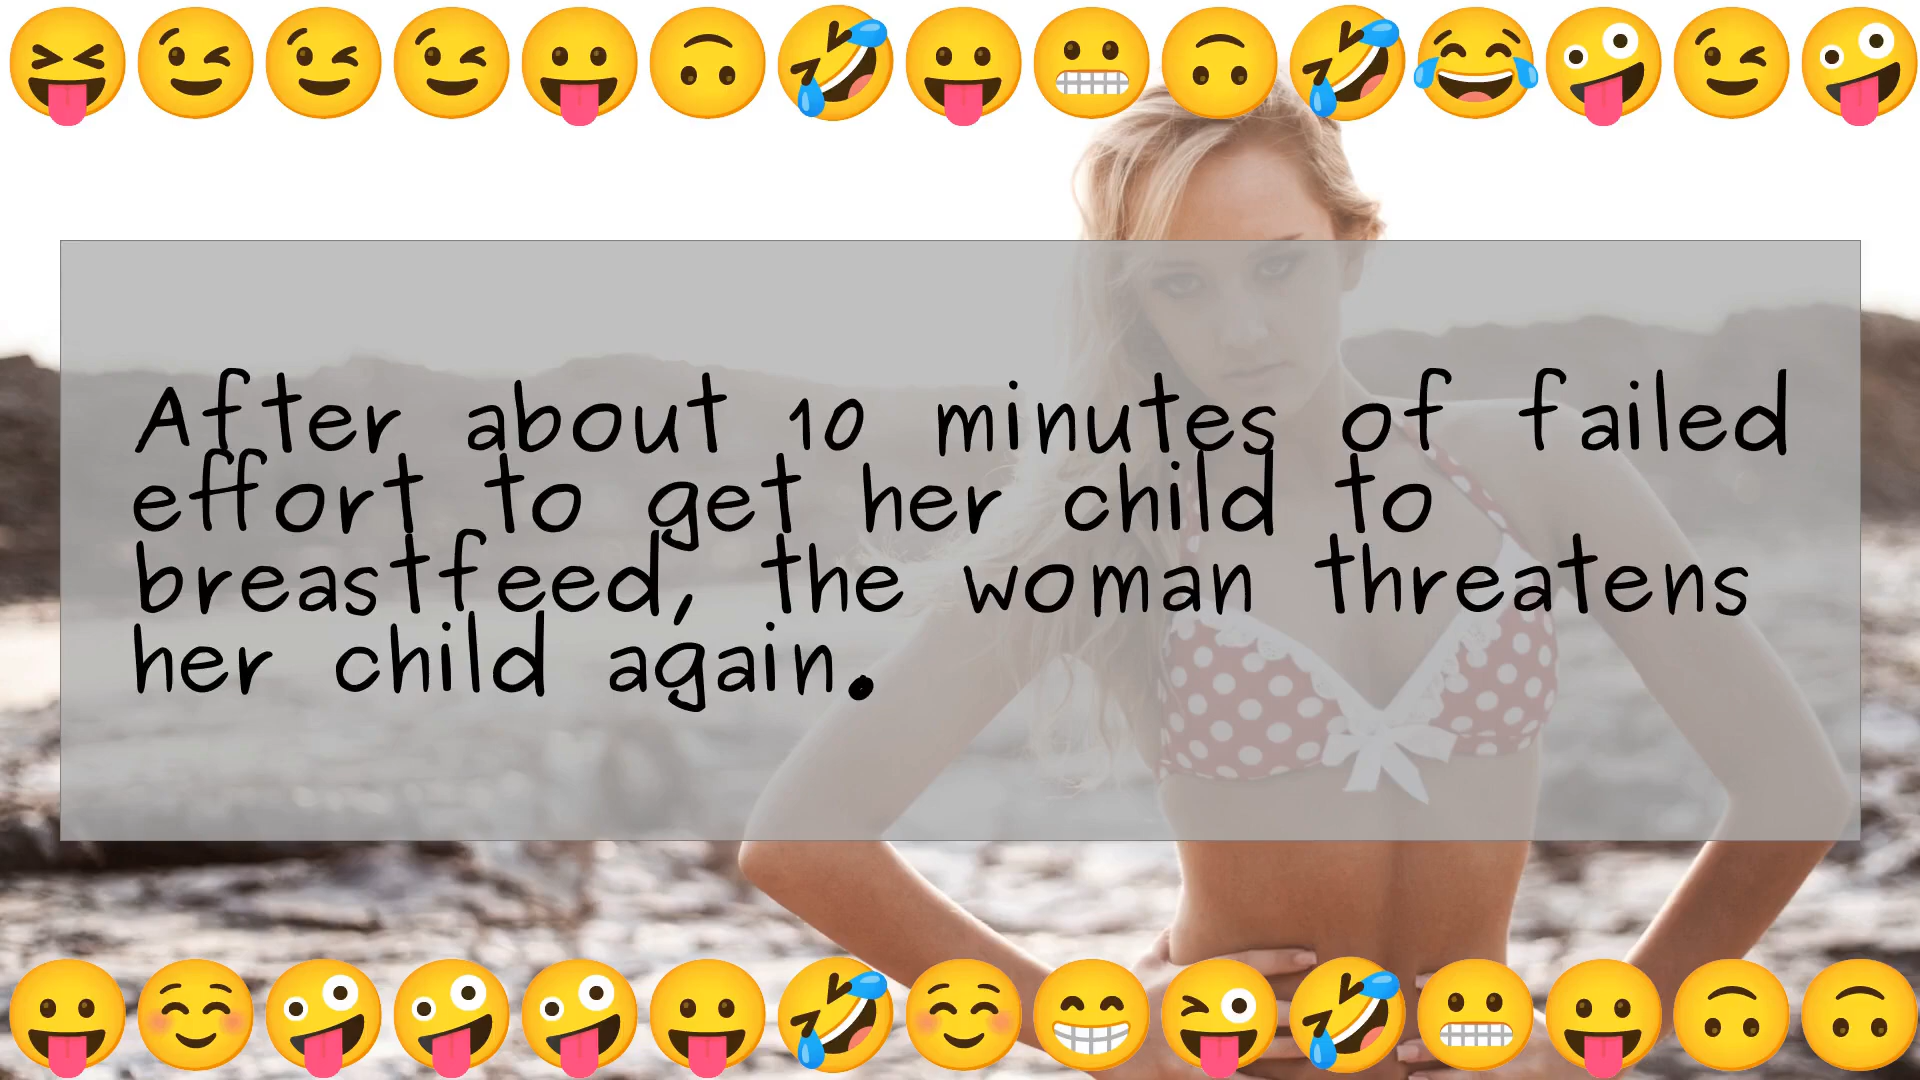 After about 10 minutes of failed
effort to get her child to
breastfeed, the woman threatens
her child again.